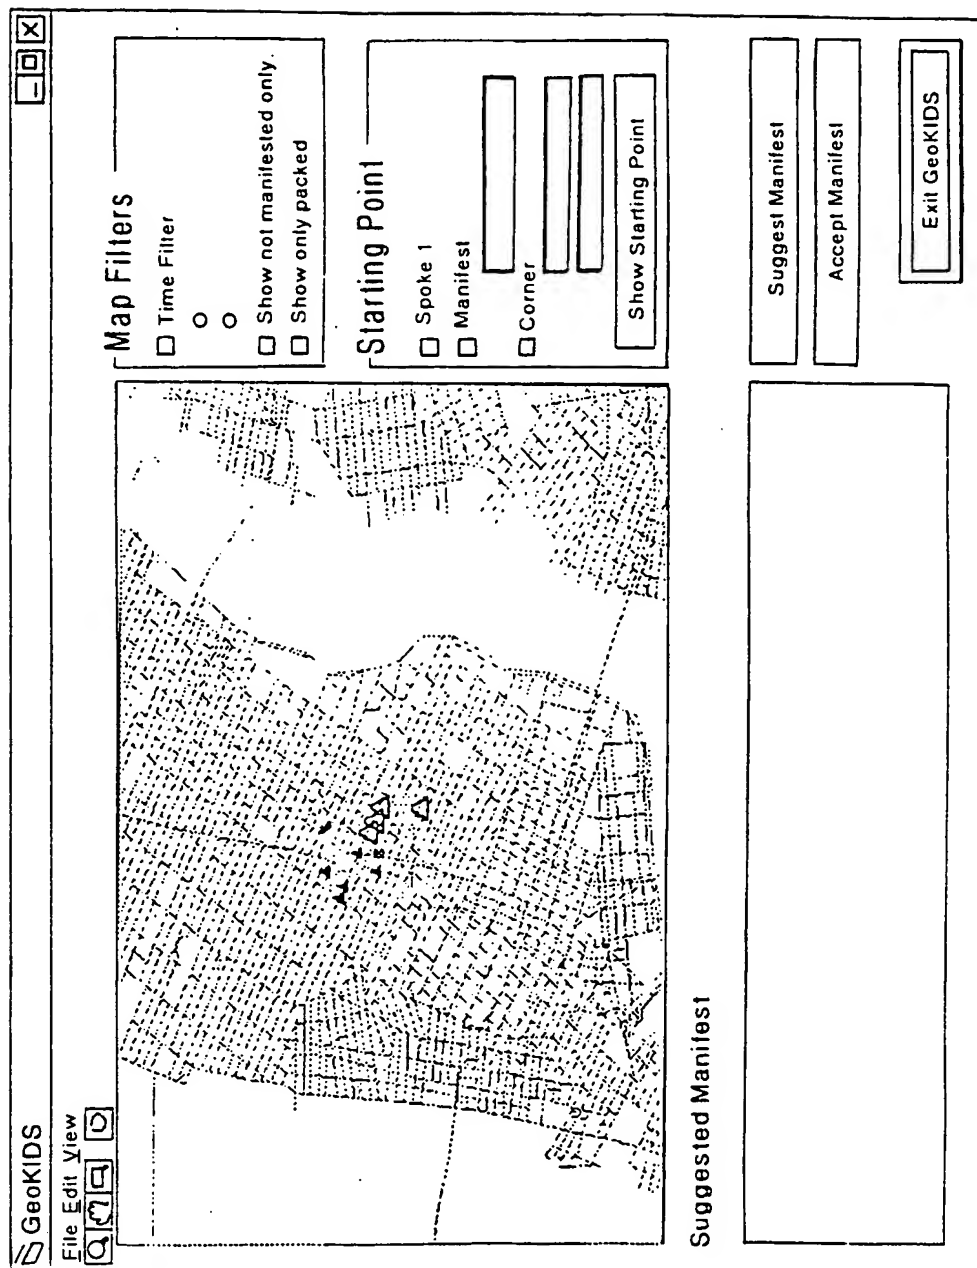 GeoKIDS
File Edit View
Map Filters
Time Filter
Show not manifested only.
Show only packed
Starting Point
Spoke 1
Manifest
Corner
Show Starting Point
Suggested Manifest
Suggest Manifest
Accept Manifest
Exit GeoKIDS